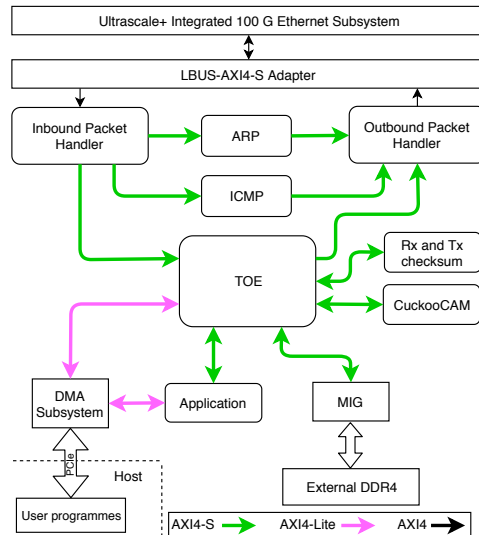 Ultrascale+ Integrated 100 G Ethernet Subsystem
LBUS-AXI4-S Adapter
Inbound Packet
Handler
ARP
Outbound Packet
Handler
ICMP
TOE
Rx and Tx
checksum
CuckooCAM
DMA
Subsystem
Application
MIG
PCIe
Host
User programmes
External DDR4
AXI4-S
AXI4-Lite
AXI4